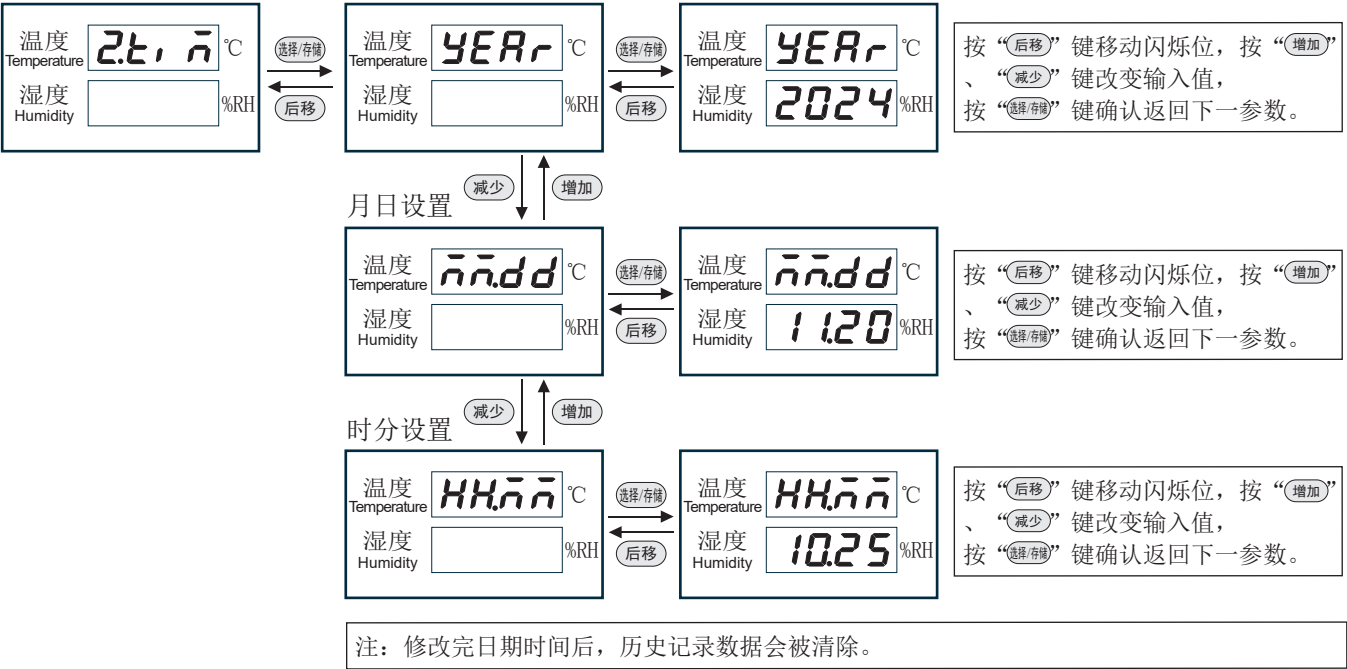 温度 2.tiM ℃
Temperature
湿度 %RH
Humidity
选择/存储
后移
温度 YEAr ℃
Temperature
湿度 %RH
Humidity
选择/存储
后移
温度 YEAr ℃
Temperature
湿度 2024 %RH
Humidity
按“后移”键移动闪烁位，按“增加”
、“减少”键改变输入值，
按“选择/存储”键确认返回下一参数。
减少 增加
月日设置
温度 MM.dd ℃
Temperature
湿度 %RH
Humidity
选择/存储
后移
温度 MM.dd ℃
Temperature
湿度 11.20 %RH
Humidity
按“后移”键移动闪烁位，按“增加”
、“减少”键改变输入值，
按“选择/存储”键确认返回下一参数。
减少 增加
时分设置
温度 HH.MM ℃
Temperature
湿度 %RH
Humidity
选择/存储
后移
温度 HH.MM ℃
Temperature
湿度 10.25 %RH
Humidity
按“后移”键移动闪烁位，按“增加”
、“减少”键改变输入值，
按“选择/存储”键确认返回下一参数。
注：修改完日期时间后，历史记录数据会被清除。